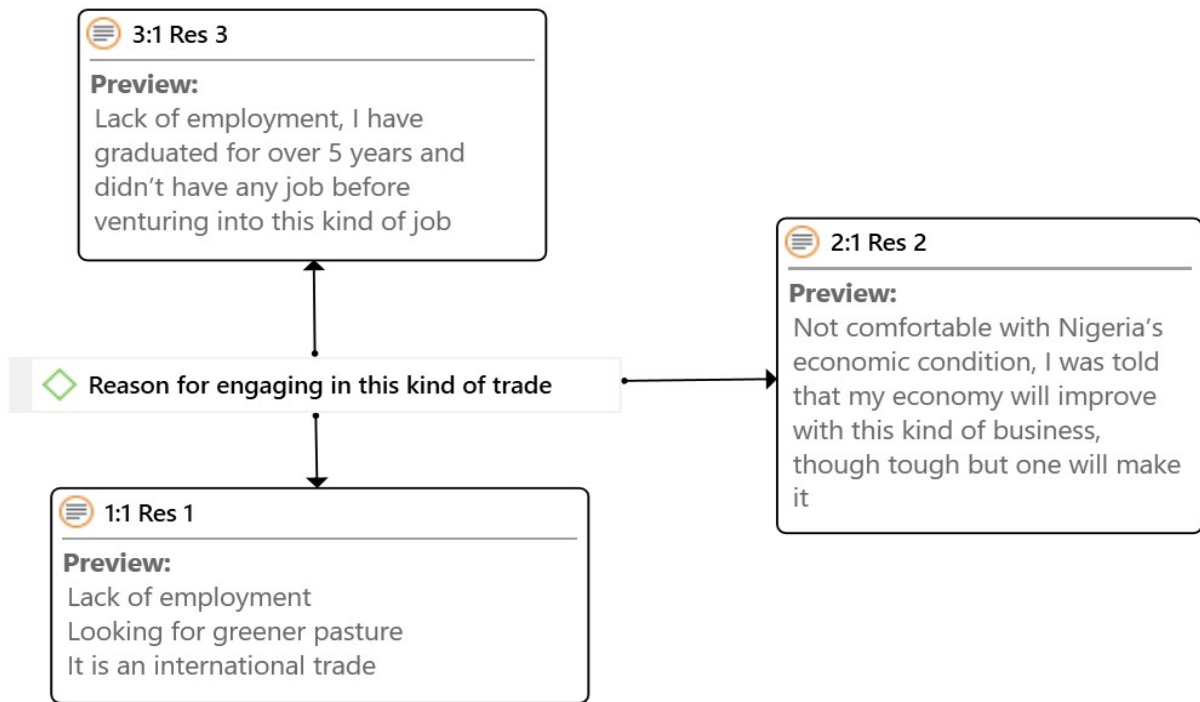 3:1 Res 3
Preview:
Lack of employment, I have
graduated for over 5 years and
didn’t have any job before
venturing into this kind of job
2:1 Res 2
Preview:
Not comfortable with Nigeria’s
economic condition, I was told
that my economy will improve
with this kind of business,
though tough but one will make
it
Reason for engaging in this kind of trade
1:1 Res 1
Preview:
Lack of employment
Looking for greener pasture
It is an international trade